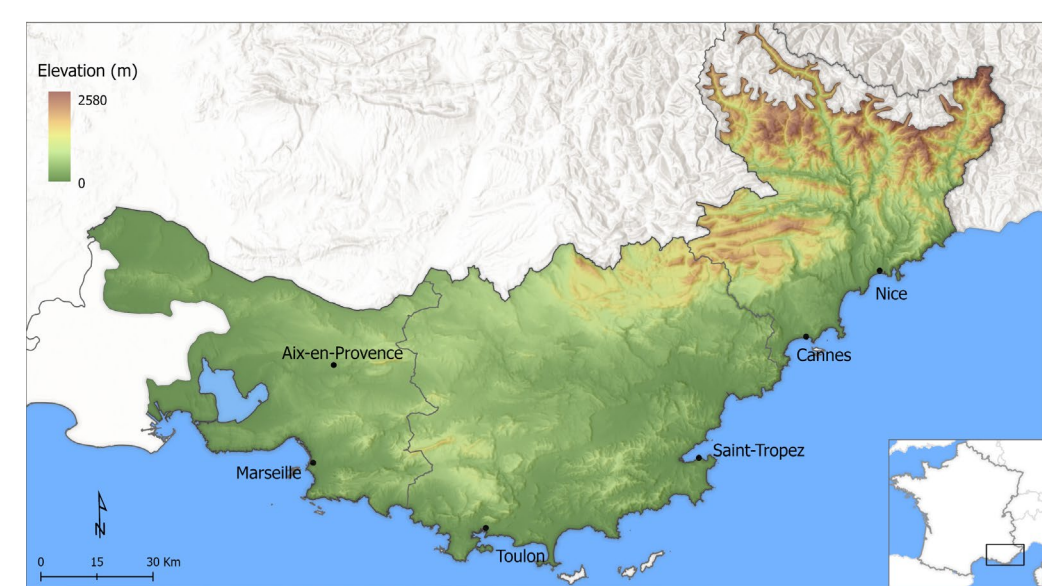 Elevation (m)
2580
0
Nice
Aix-en-Provence
Cannes
Saint-Tropez
Marseille
N
Toulon
0 15 30 Km